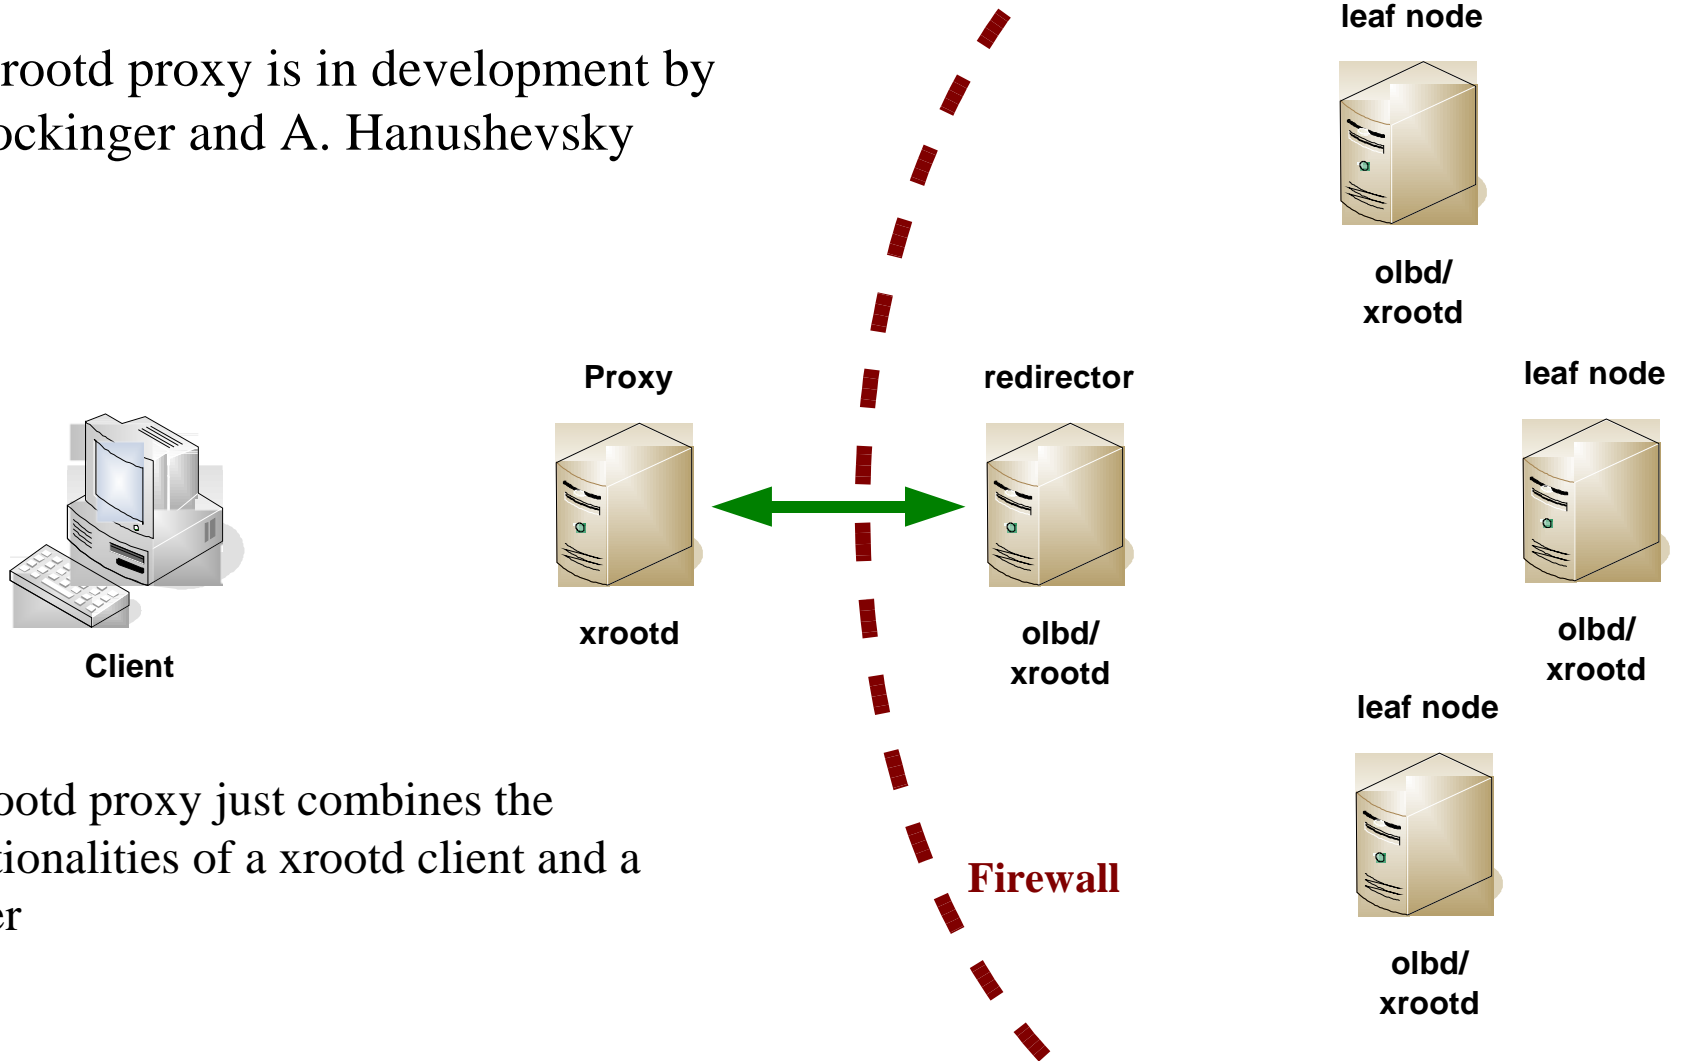 rootd proxy is in development by
ockinger and A. Hanushevsky
leaf node
olbd/
xrootd
Proxy
xrootd
redirector
olbd/
xrootd
leaf node
olbd/
xrootd
Client
leaf node
olbd/
xrootd
ootd proxy just combines the
tionalities of a xrootd client and a
er
Firewall